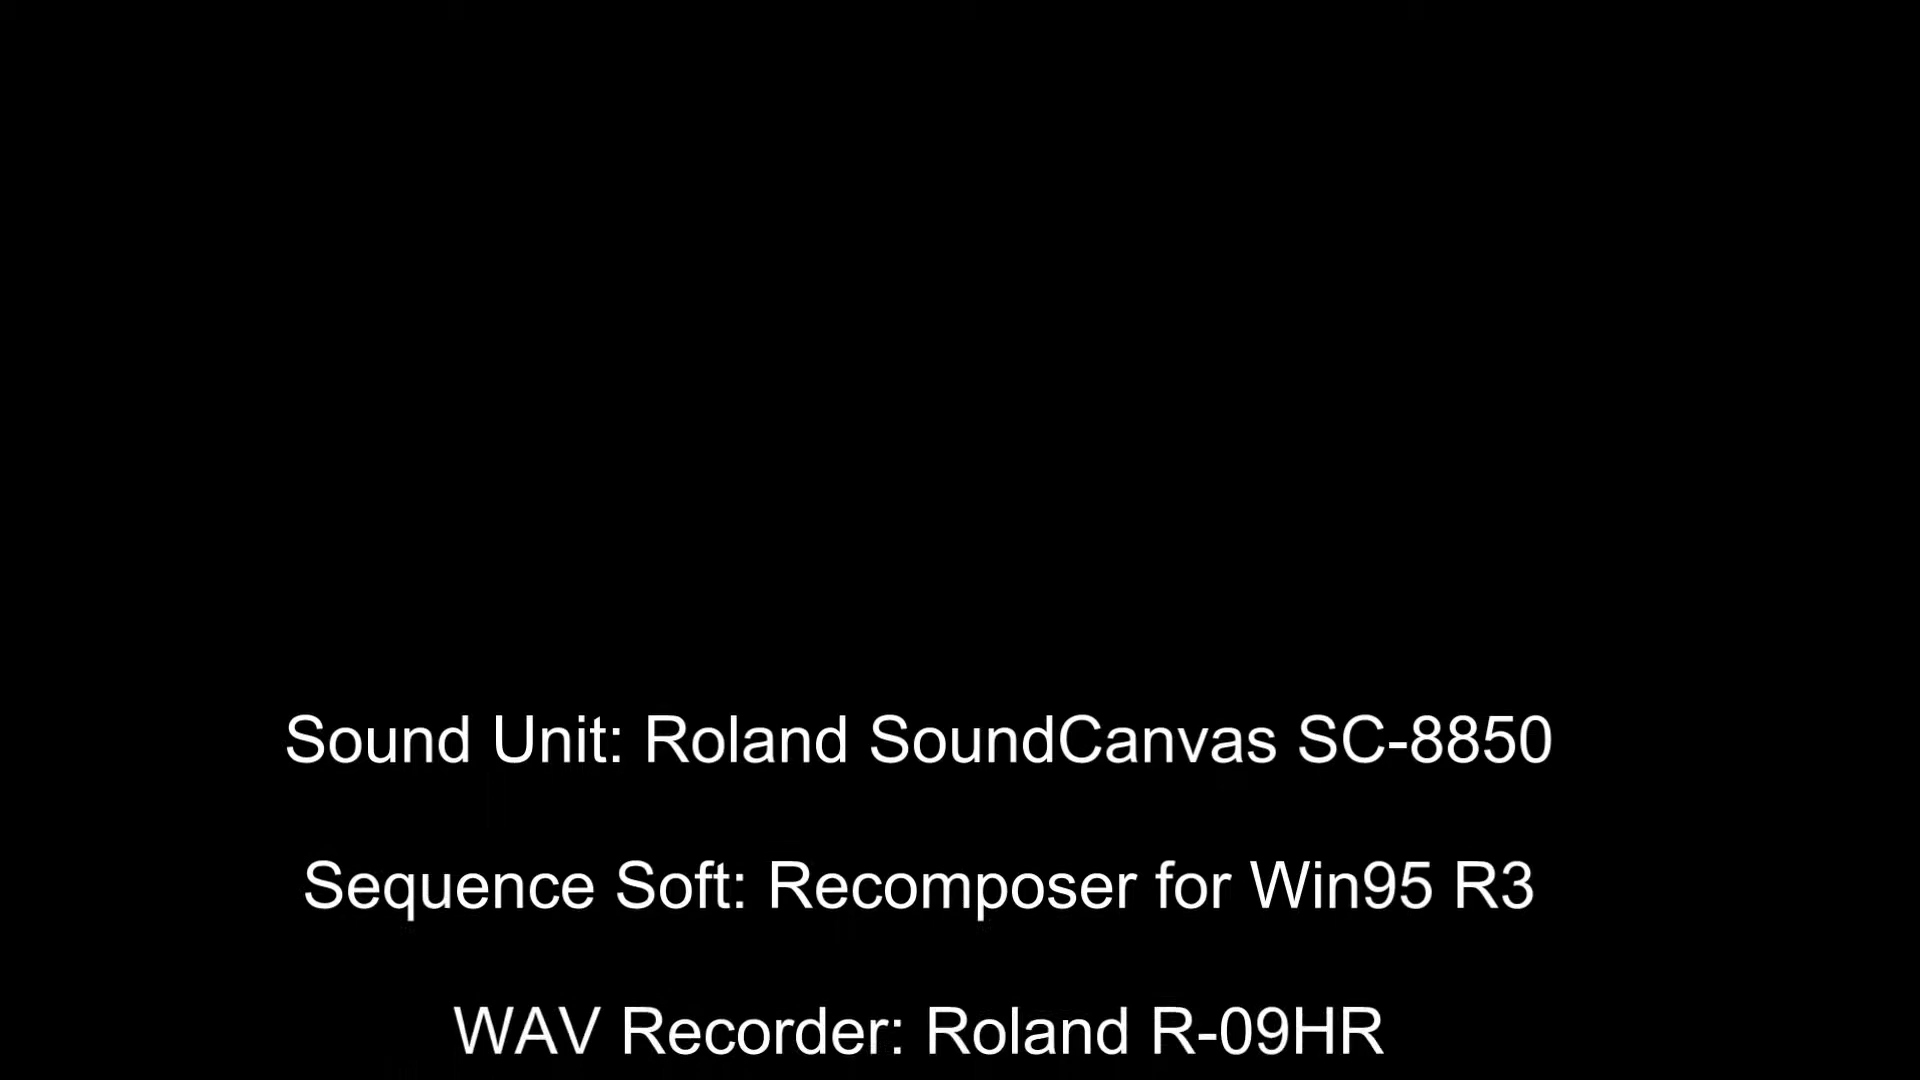 Sound Unit: Roland SoundCanvas SC-8850
Sequence Soft: Recomposer for Win95 R3
WAV Recorder: Roland R-09HR